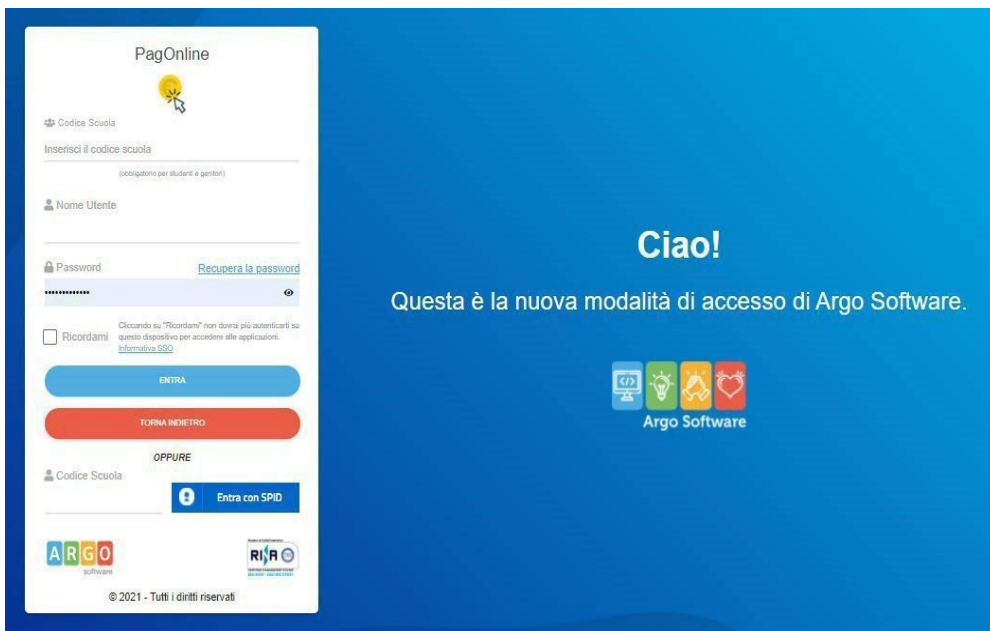 PagOnline
Codice Scuola
Inserisci il codice scuola
(obbligatorio per studenti e genitori)
Nome Utente
Password Recupera la password
Ricordami
Cliccando su "Ricordami" non dovrai più autenticarti su
questo dispositivo per accedere alle applicazioni.
Informativa SSO
ENTRA
TORNA INDIETRO
OPPURE
Codice Scuola
Entra con SPID
ARGO
software
RINA
© 2021 - Tutti i diritti riservati
Ciao!
Questa è la nuova modalità di accesso di Argo Software.
Argo Software